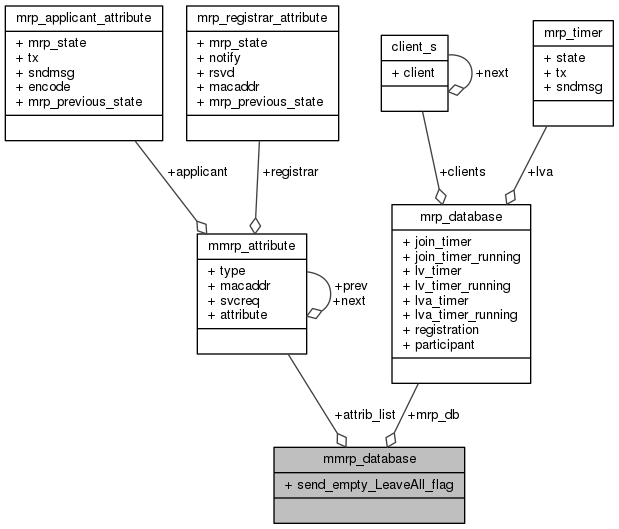 mrp_applicant_attribute
+ mrp_state
+ tx
+ sndmsg
+ encode
+ mrp_previous_state
mrp_registrar_attribute
+ mrp_state
+ notify
+ rsvd
+ macaddr
+ mrp_previous_state
client_s
+ client
+next
mrp_timer
+ state
+ tx
+ sndmsg
+applicant
+registrar
+clients
+lva
mmrp_attribute
+ type
+ macaddr
+ svcreq
+ attribute
+prev
+next
mrp_database
+ join_timer
+ join_timer_running
+ lv_timer
+ lv_timer_running
+ lva_timer
+ lva_timer_running
+ registration
+ participant
+attrib_list
+mrp_db
mmrp_database
+ send_empty_LeaveAll_flag